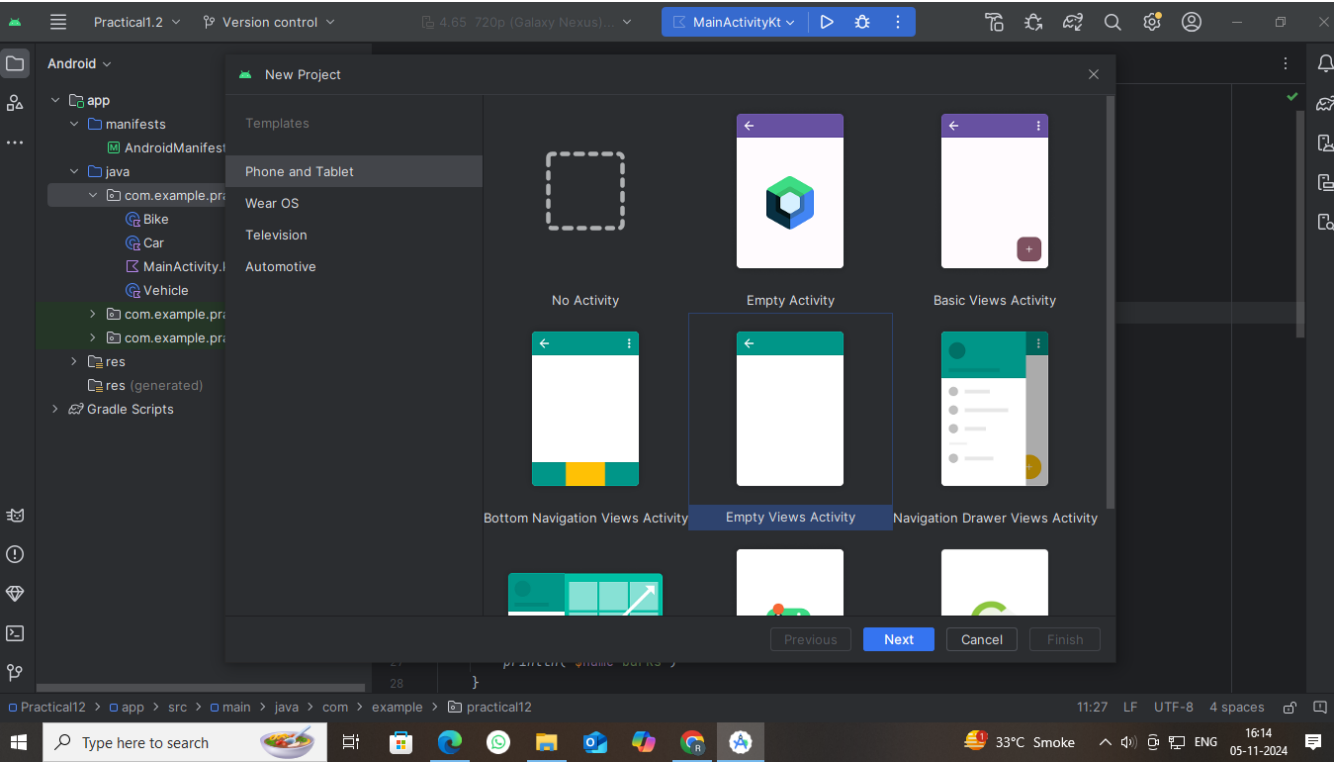 Practical1.2
Version control
4.65 720p (Galaxy Nexus)...
MainActivityKt
Android
New Project
app
manifests
AndroidManifest
java
com.example.pra
Bike
Car
MainActivity.k
Vehicle
com.example.pra
com.example.pra
res
res (generated)
Gradle Scripts
Templates
Phone and Tablet
Wear OS
Television
Automotive
No Activity
Empty Activity
Basic Views Activity
Bottom Navigation Views Activity
Empty Views Activity
Navigation Drawer Views Activity
Previous
Next
Cancel
Finish
27
28 }
Practical12 > app > src > main > java > com > example > practical12
11:27 LF UTF-8 4 spaces
Type here to search
33°C Smoke
ENG
16:14
05-11-2024